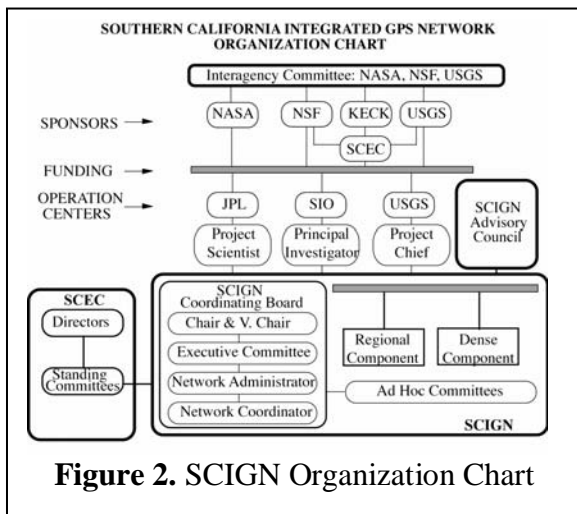 SOUTHERN CALIFORNIA INTEGRATED GPS NETWORK
ORGANIZATION CHART
Interagency Committee: NASA, NSF, USGS
SPONSORS
NASA
NSF
KECK
USGS
SCEC
FUNDING
OPERATION
CENTERS
JPL
SIO
USGS
Project
Scientist
Principal
Investigator
Project
Chief
SCIGN
Advisory
Council
SCEC
Directors
Standing
Committees
SCIGN
Coordinating Board
Chair & V. Chair
Executive Committee
Network Administrator
Network Coordinator
Regional
Component
Dense
Component
Ad Hoc Committees
SCIGN
Figure 2. SCIGN Organization Chart